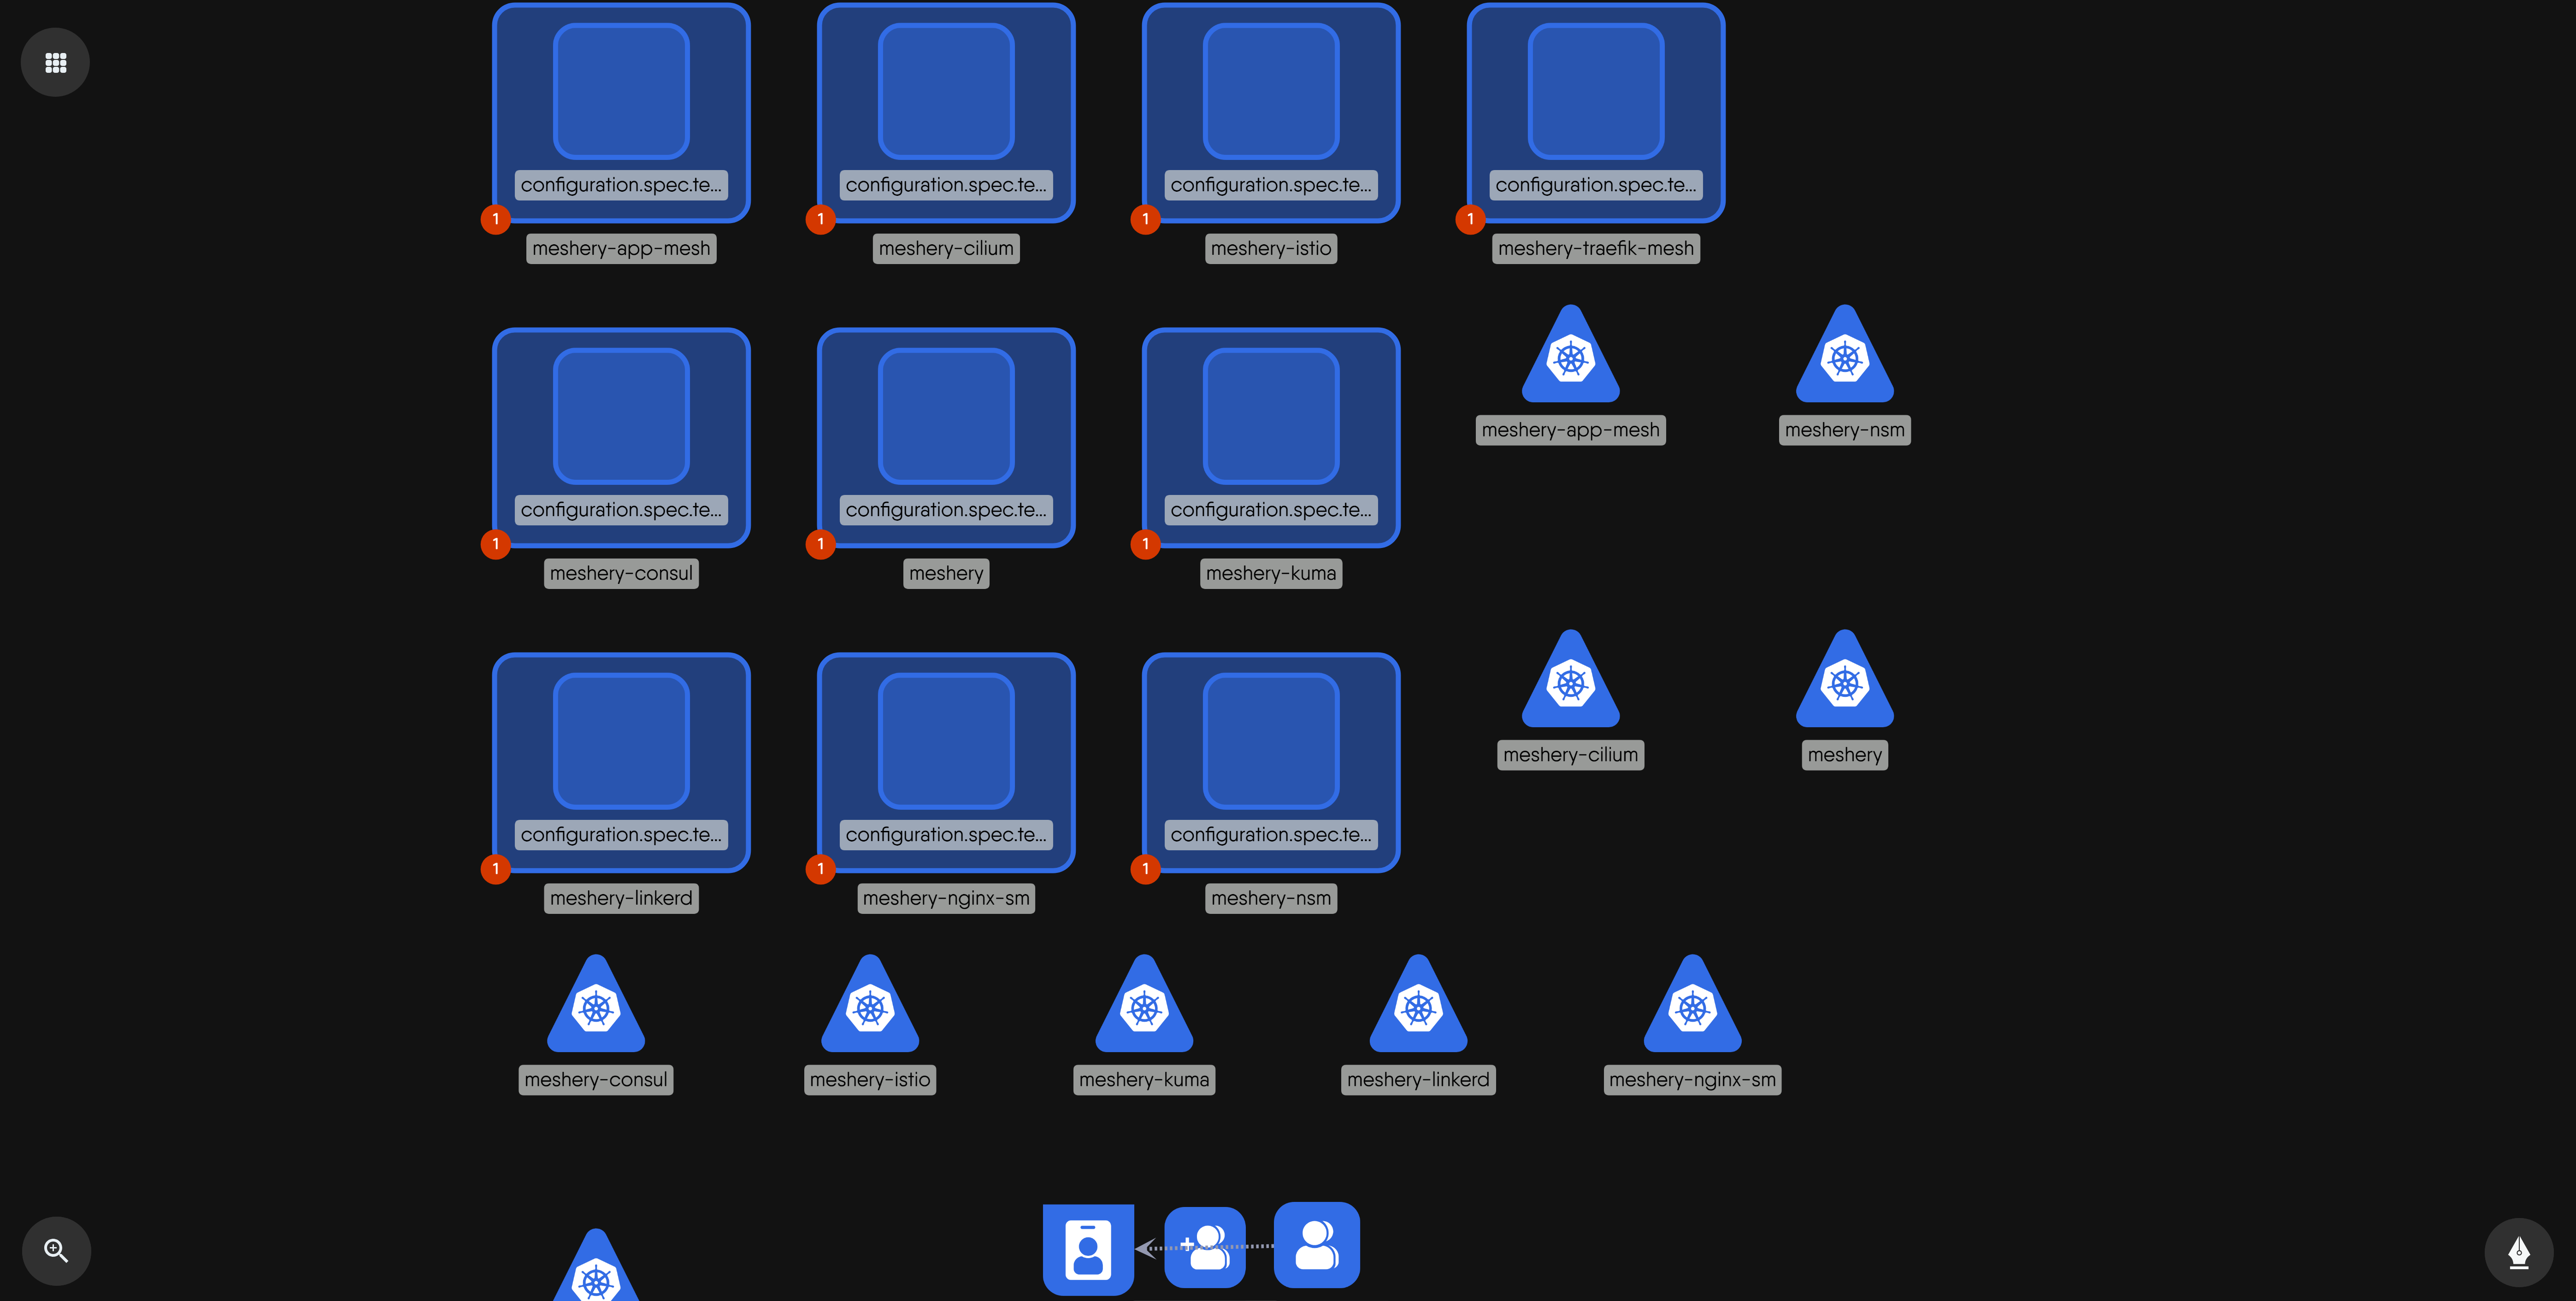 configuration.spec.te...
configuration.spec.te...
configuration.spec.te...
configuration.spec.te...
1
1
1
1
meshery-app-mesh
meshery-cilium
meshery-istio
meshery-traefik-mesh
meshery-app-mesh
meshery-nsm
configuration.spec.te...
configuration.spec.te...
configuration.spec.te...
1
1
1
meshery-consul
meshery
meshery-kuma
meshery-cilium
meshery
configuration.spec.te...
configuration.spec.te...
configuration.spec.te...
1
1
1
meshery-linkerd
meshery-nginx-sm
meshery-nsm
meshery-consul
meshery-istio
meshery-kuma
meshery-linkerd
meshery-nginx-sm